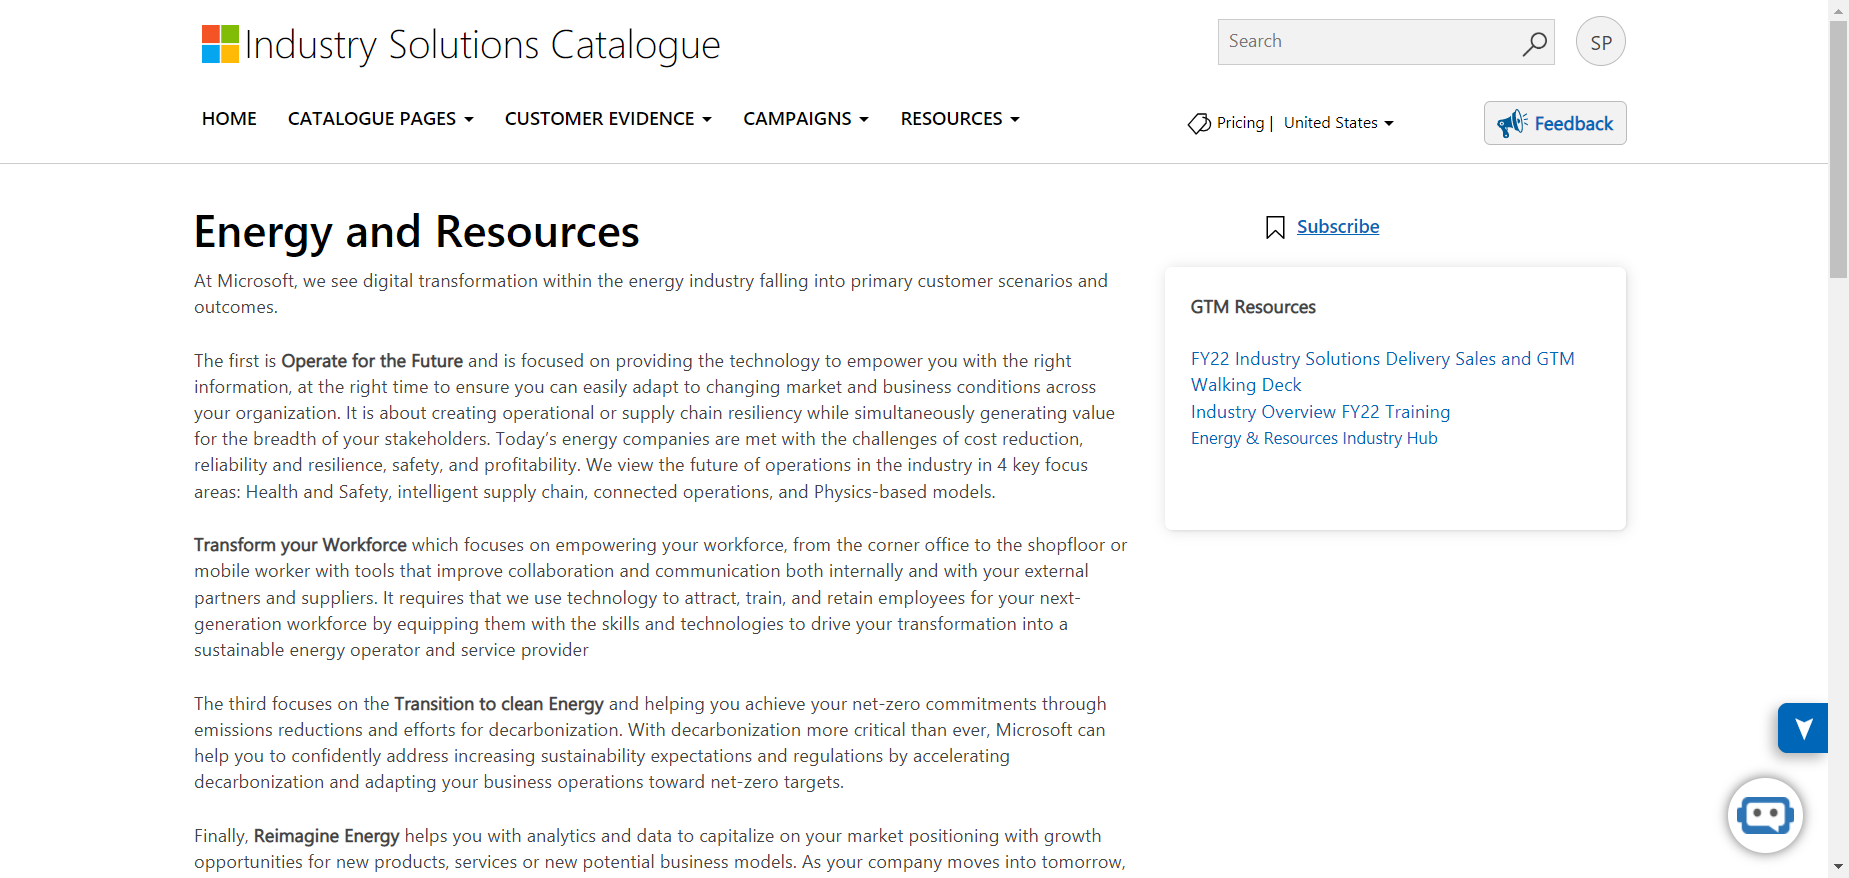 Industry Solutions Catalogue
Search
SP
HOME CATALOGUE PAGES CUSTOMER EVIDENCE CAMPAIGNS RESOURCES
Pricing | United States
Feedback
Energy and Resources
At Microsoft, we see digital transformation within the energy industry falling into primary customer scenarios and
outcomes.
The first is Operate for the Future and is focused on providing the technology to empower you with the right
information, at the right time to ensure you can easily adapt to changing market and business conditions across
your organization. It is about creating operational or supply chain resiliency while simultaneously generating value
for the breadth of your stakeholders. Today’s energy companies are met with the challenges of cost reduction,
reliability and resilience, safety, and profitability. We view the future of operations in the industry in 4 key focus
areas: Health and Safety, intelligent supply chain, connected operations, and Physics-based models.
Transform your Workforce which focuses on empowering your workforce, from the corner office to the shopfloor or
mobile worker with tools that improve collaboration and communication both internally and with your external
partners and suppliers. It requires that we use technology to attract, train, and retain employees for your next-
generation workforce by equipping them with the skills and technologies to drive your transformation into a
sustainable energy operator and service provider
The third focuses on the Transition to clean Energy and helping you achieve your net-zero commitments through
emissions reductions and efforts for decarbonization. With decarbonization more critical than ever, Microsoft can
help you to confidently address increasing sustainability expectations and regulations by accelerating
decarbonization and adapting your business operations toward net-zero targets.
Finally, Reimagine Energy helps you with analytics and data to capitalize on your market positioning with growth
opportunities for new products, services or new potential business models. As your company moves into tomorrow,
Subscribe
GTM Resources
FY22 Industry Solutions Delivery Sales and GTM
Walking Deck
Industry Overview FY22 Training
Energy & Resources Industry Hub